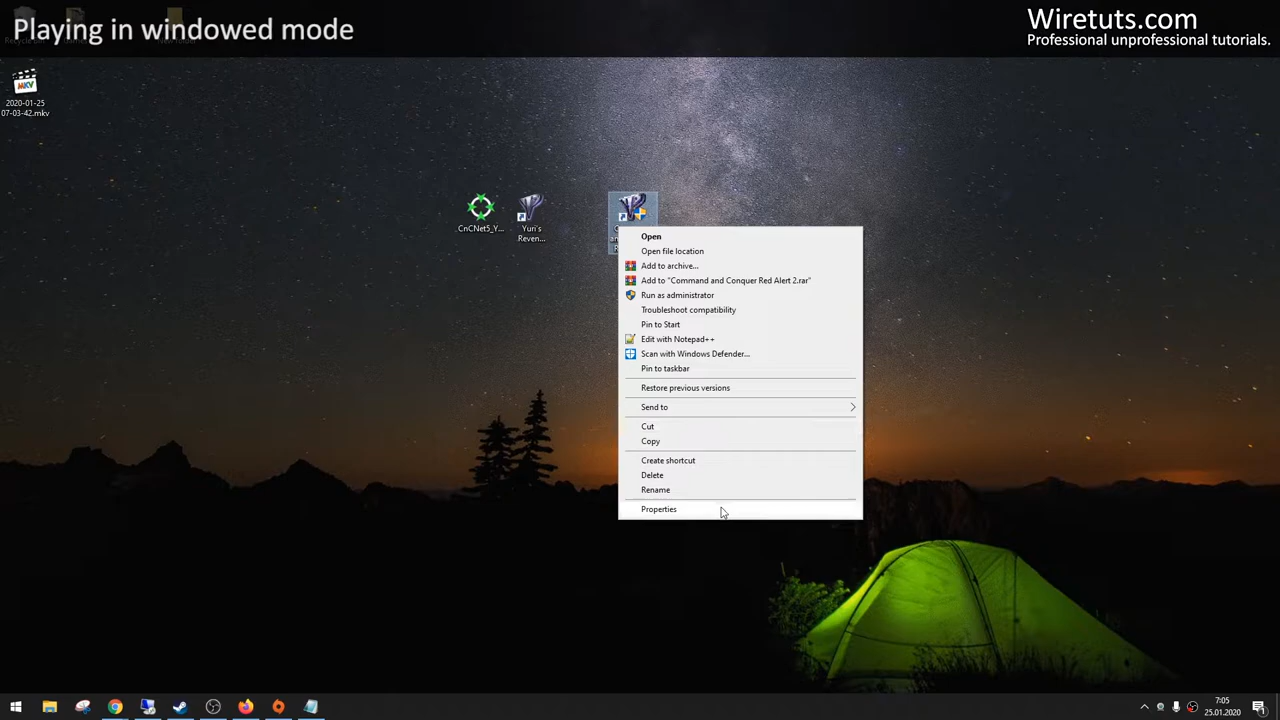 Playing in windowed mode
Wiretuts.com
Professional unprofessional tutorials.
2020-01-25
07-03-42.mkv
MKV
_CnCNet5_Y...
Yuri's
Reven...
Open
Open file location
Add to archive...
Add to "Command and Conquer Red Alert 2.rar"
Run as administrator
Troubleshoot compatibility
Pin to Start
Edit with Notepad++
Scan with Windows Defender...
Pin to taskbar
Restore previous versions
Send to
Cut
Copy
Create shortcut
Delete
Rename
Properties
7:05
25.01.2020